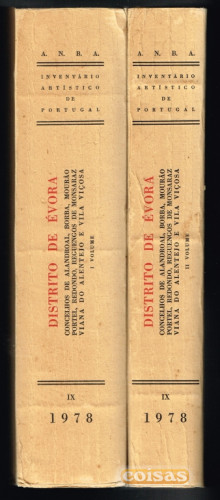 A. N. B. A.
INVENTÁRIO
ARTÍSTICO
DE
PORTUGAL
DISTRITO DE ÉVORA
CONCELHOS DE ALANDROAL, BORBA, MOURÃO
PORTEL, REDONDO, REGUENGOS DE MONSARAZ
VIANA DO ALENTEJO E VILA VIÇOSA
I VOLUME
IX
1978
A. N. B. A.
INVENTÁRIO
ARTÍSTICO
DE
PORTUGAL
DISTRITO DE ÉVORA
CONCELHOS DE ALANDROAL, BORBA, MOURÃO
PORTEL, REDONDO, REGUENGOS DE MONSARAZ
VIANA DO ALENTEJO E VILA VIÇOSA
II VOLUME
IX
1978
coisas